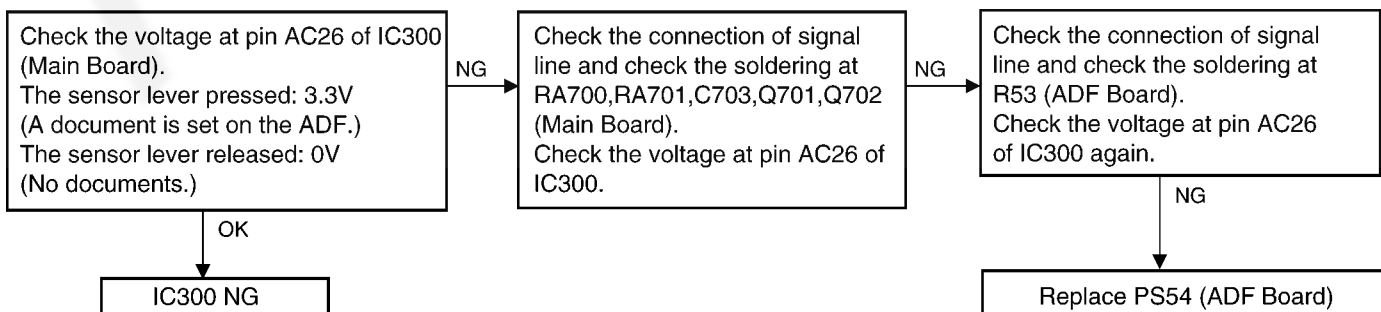 Check the voltage at pin AC26 of IC300
(Main Board).
The sensor lever pressed: 3.3V
(A document is set on the ADF.)
The sensor lever released: 0V
(No documents.)
NG
Check the connection of signal
line and check the soldering at
RA700,RA701,C703,Q701,Q702
(Main Board).
Check the voltage at pin AC26 of
IC300.
NG
Check the connection of signal
line and check the soldering at
R53 (ADF Board).
Check the voltage at pin AC26
of IC300 again.
OK
NG
IC300 NG
Replace PS54 (ADF Board)